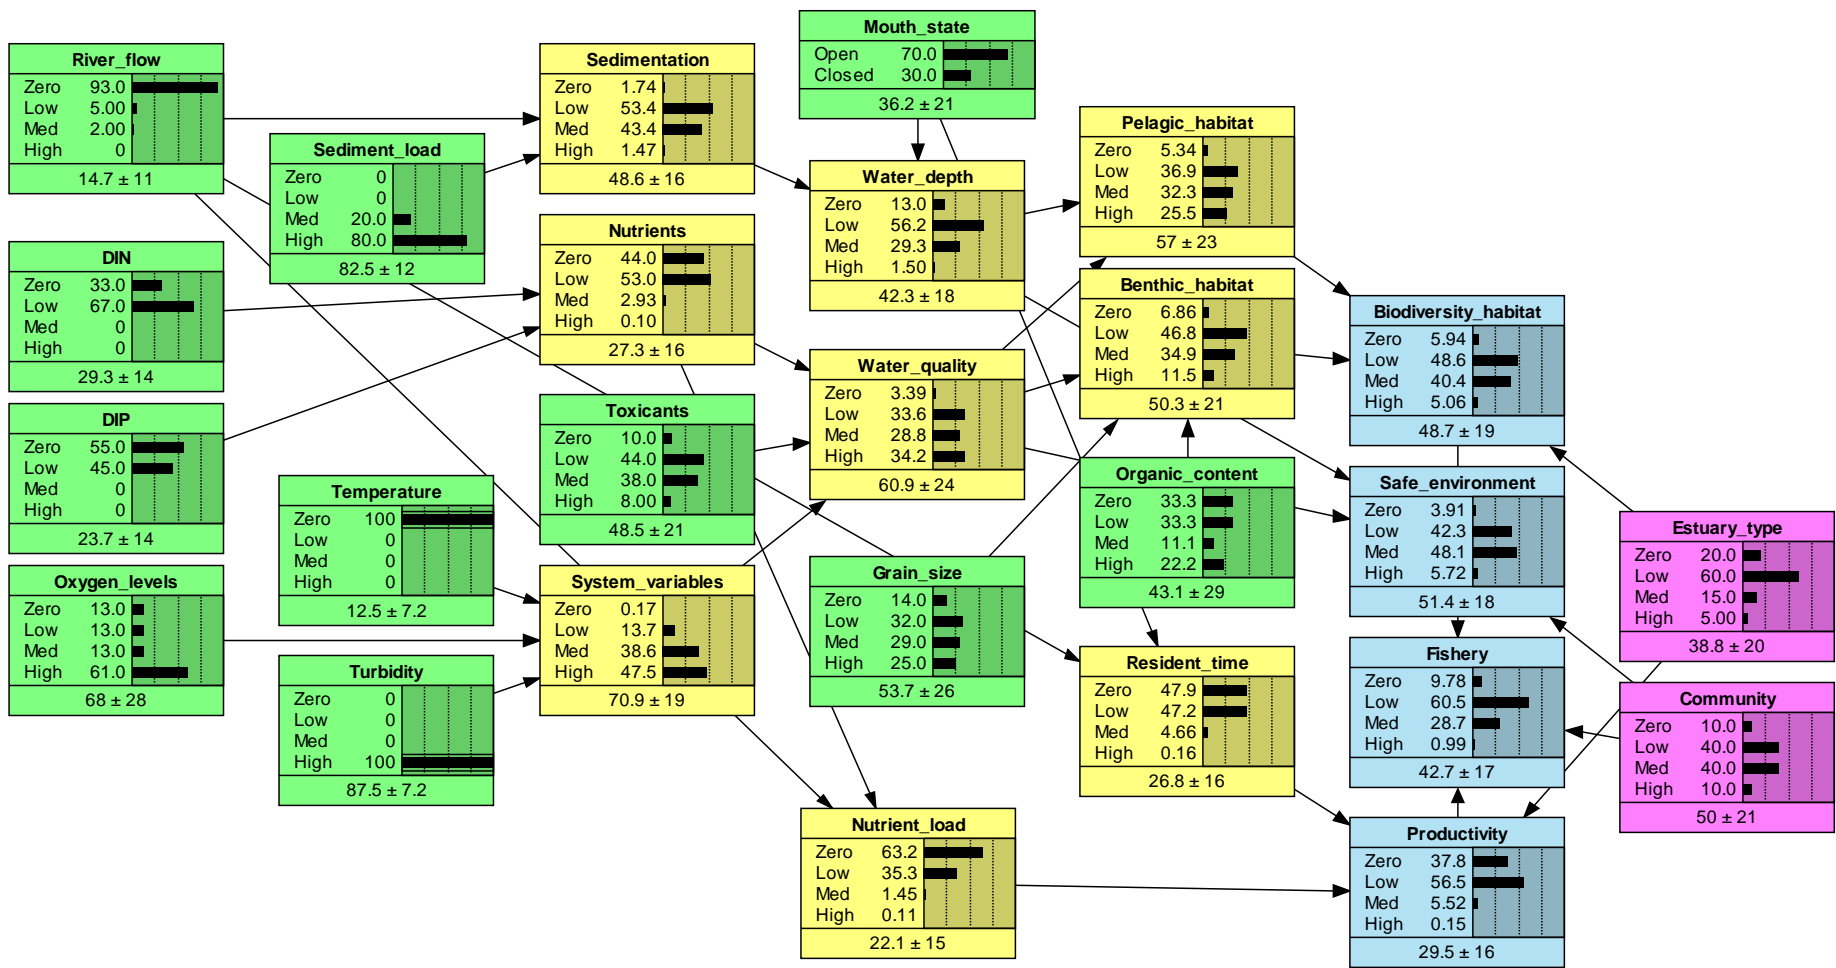 River_flow
Zero 93.0
Low 5.00
Med 2.00
High 0
14.7 ± 11
DIN
Zero 33.0
Low 67.0
Med 0
High 0
29.3 ± 14
DIP
Zero 55.0
Low 45.0
Med 0
High 0
23.7 ± 14
Oxygen_levels
Zero 13.0
Low 13.0
Med 13.0
High 61.0
68 ± 28
Sediment_load
Zero 0
Low 0
Med 20.0
High 80.0
82.5 ± 12
Temperature
Zero 100
Low 0
Med 0
High 0
12.5 ± 7.2
Turbidity
Zero 0
Low 0
Med 0
High 100
87.5 ± 7.2
Sedimentation
Zero 1.74
Low 53.4
Med 43.4
High 1.47
48.6 ± 16
Nutrients
Zero 44.0
Low 53.0
Med 2.93
High 0.10
27.3 ± 16
Toxicants
Zero 10.0
Low 44.0
Med 38.0
High 8.00
48.5 ± 21
System_variables
Zero 0.17
Low 13.7
Med 38.6
High 47.5
70.9 ± 19
Mouth_state
Open 70.0
Closed 30.0
36.2 ± 21
Water_depth
Zero 13.0
Low 56.2
Med 29.3
High 1.50
42.3 ± 18
Water_quality
Zero 3.39
Low 33.6
Med 28.8
High 34.2
60.9 ± 24
Grain_size
Zero 14.0
Low 32.0
Med 29.0
High 25.0
53.7 ± 26
Nutrient_load
Zero 63.2
Low 35.3
Med 1.45
High 0.11
22.1 ± 15
Pelagic_habitat
Zero 5.34
Low 36.9
Med 32.3
High 25.5
57 ± 23
Benthic_habitat
Zero 6.86
Low 46.8
Med 34.9
High 11.5
50.3 ± 21
Organic_content
Zero 33.3
Low 33.3
Med 11.1
High 22.2
43.1 ± 29
Resident_time
Zero 47.9
Low 47.2
Med 4.66
High 0.16
26.8 ± 16
Biodiversity_habitat
Zero 5.94
Low 48.6
Med 40.4
High 5.06
48.7 ± 19
Safe_environment
Zero 3.91
Low 42.3
Med 48.1
High 5.72
51.4 ± 18
Fishery
Zero 9.78
Low 60.5
Med 28.7
High 0.99
42.7 ± 17
Productivity
Zero 37.8
Low 56.5
Med 5.52
High 0.15
29.5 ± 16
Estuary_type
Zero 20.0
Low 60.0
Med 15.0
High 5.00
38.8 ± 20
Community
Zero 10.0
Low 40.0
Med 40.0
High 10.0
50 ± 21